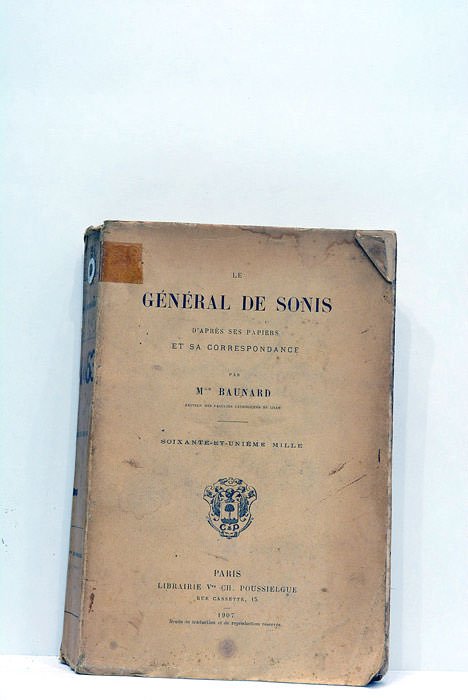 LE
GÉNÉRAL DE SONIS
D'APRÈS SES PAPIERS
ET SA CORRESPONDANCE
PAR
Mgr BAUNARD
RECTEUR DES FACULTÉS CATHOLIQUES DE LILLE
SOIXANTE-ET-UNIÈME MILLE
C&P
PARIS
LIBRAIRIE Vve CH. POUSSIELGUE
RUE CASSETTE, 15
1907
Droits de traduction et de reproduction réservés.